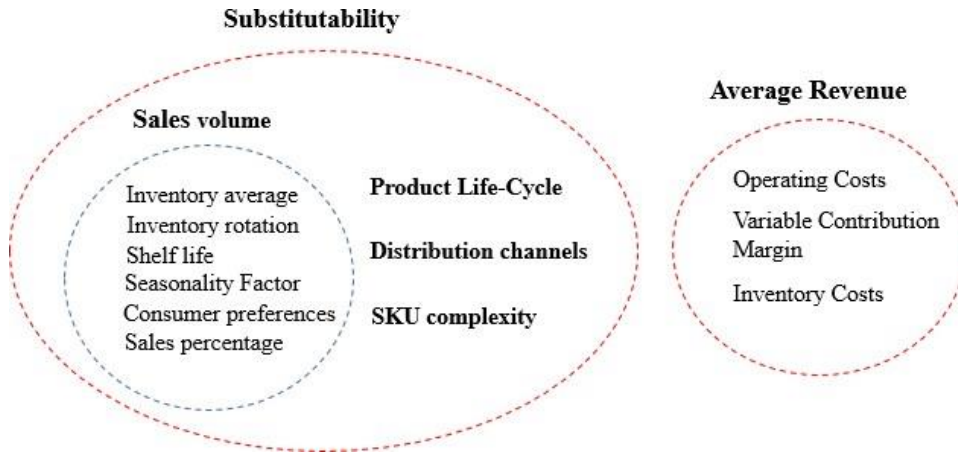 Substitutability
Sales volume
Inventory average
Inventory rotation
Shelf life
Seasonality Factor
Consumer preferences
Sales percentage
Product Life-Cycle
Distribution channels
SKU complexity
Average Revenue
Operating Costs
Variable Contribution
Margin
Inventory Costs